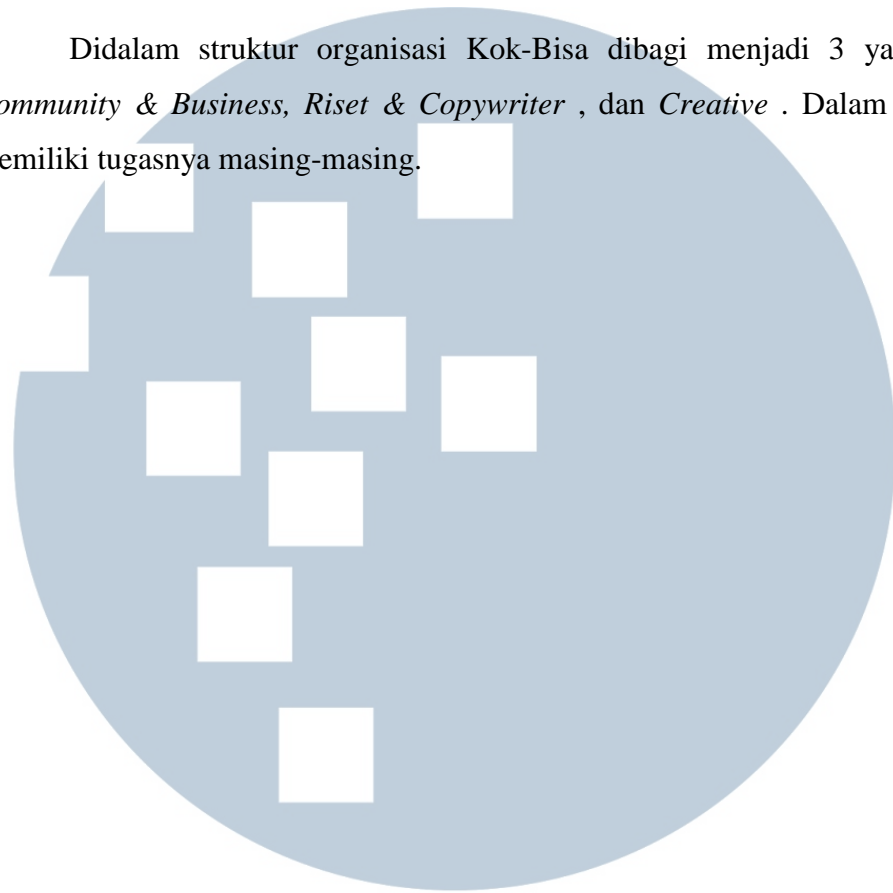 Didalam struktur organisasi Kok-Bisa dibagi menjadi 3 ya
ommunity & Business, Riset & Copywriter , dan Creative . Dalam
emiliki tugasnya masing-masing.